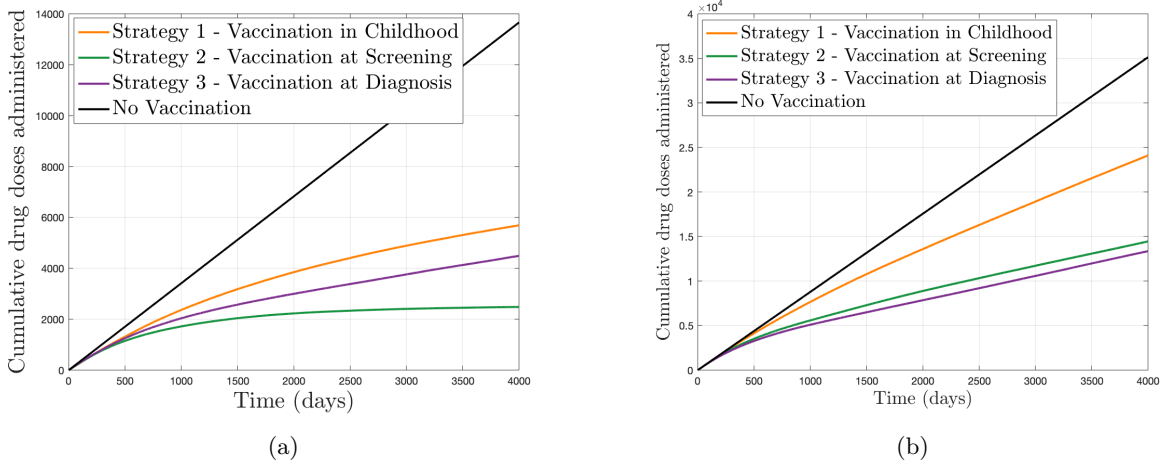 Cumulative drug doses administered
14000
12000
10000
8000
6000
4000
2000
0
Strategy 1 - Vaccination in Childhood
Strategy 2 - Vaccination at Screening
Strategy 3 - Vaccination at Diagnosis
No Vaccination
0 500 1000 1500 2000 2500 3000 3500 4000
Time (days)
(a)
Cumulative drug doses administered
×10⁴
4
3.5
3
2.5
2
1.5
1
0.5
0
Strategy 1 - Vaccination in Childhood
Strategy 2 - Vaccination at Screening
Strategy 3 - Vaccination at Diagnosis
No Vaccination
0 500 1000 1500 2000 2500 3000 3500 4000
Time (days)
(b)